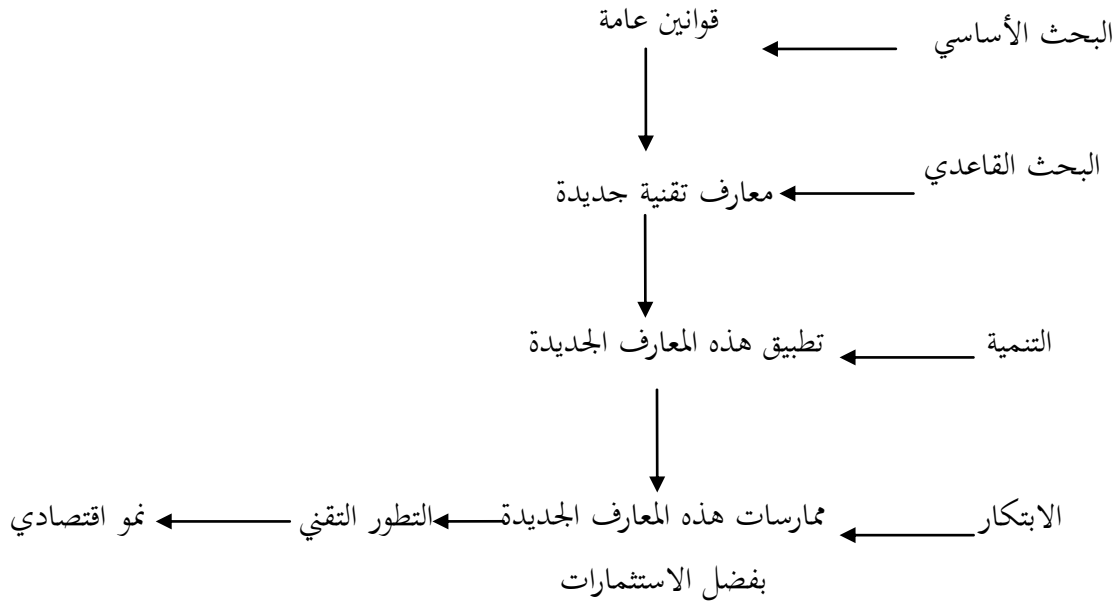 البحث الأساسي قوانين عامة
البحث القاعدي معارف تقنية جديدة
التنمية تطبيق هذه المعارف الجديدة
الابتكار ممارسات هذه المعارف الجديدة التطور التقني نمو اقتصادي
بفضل الاستثمارات